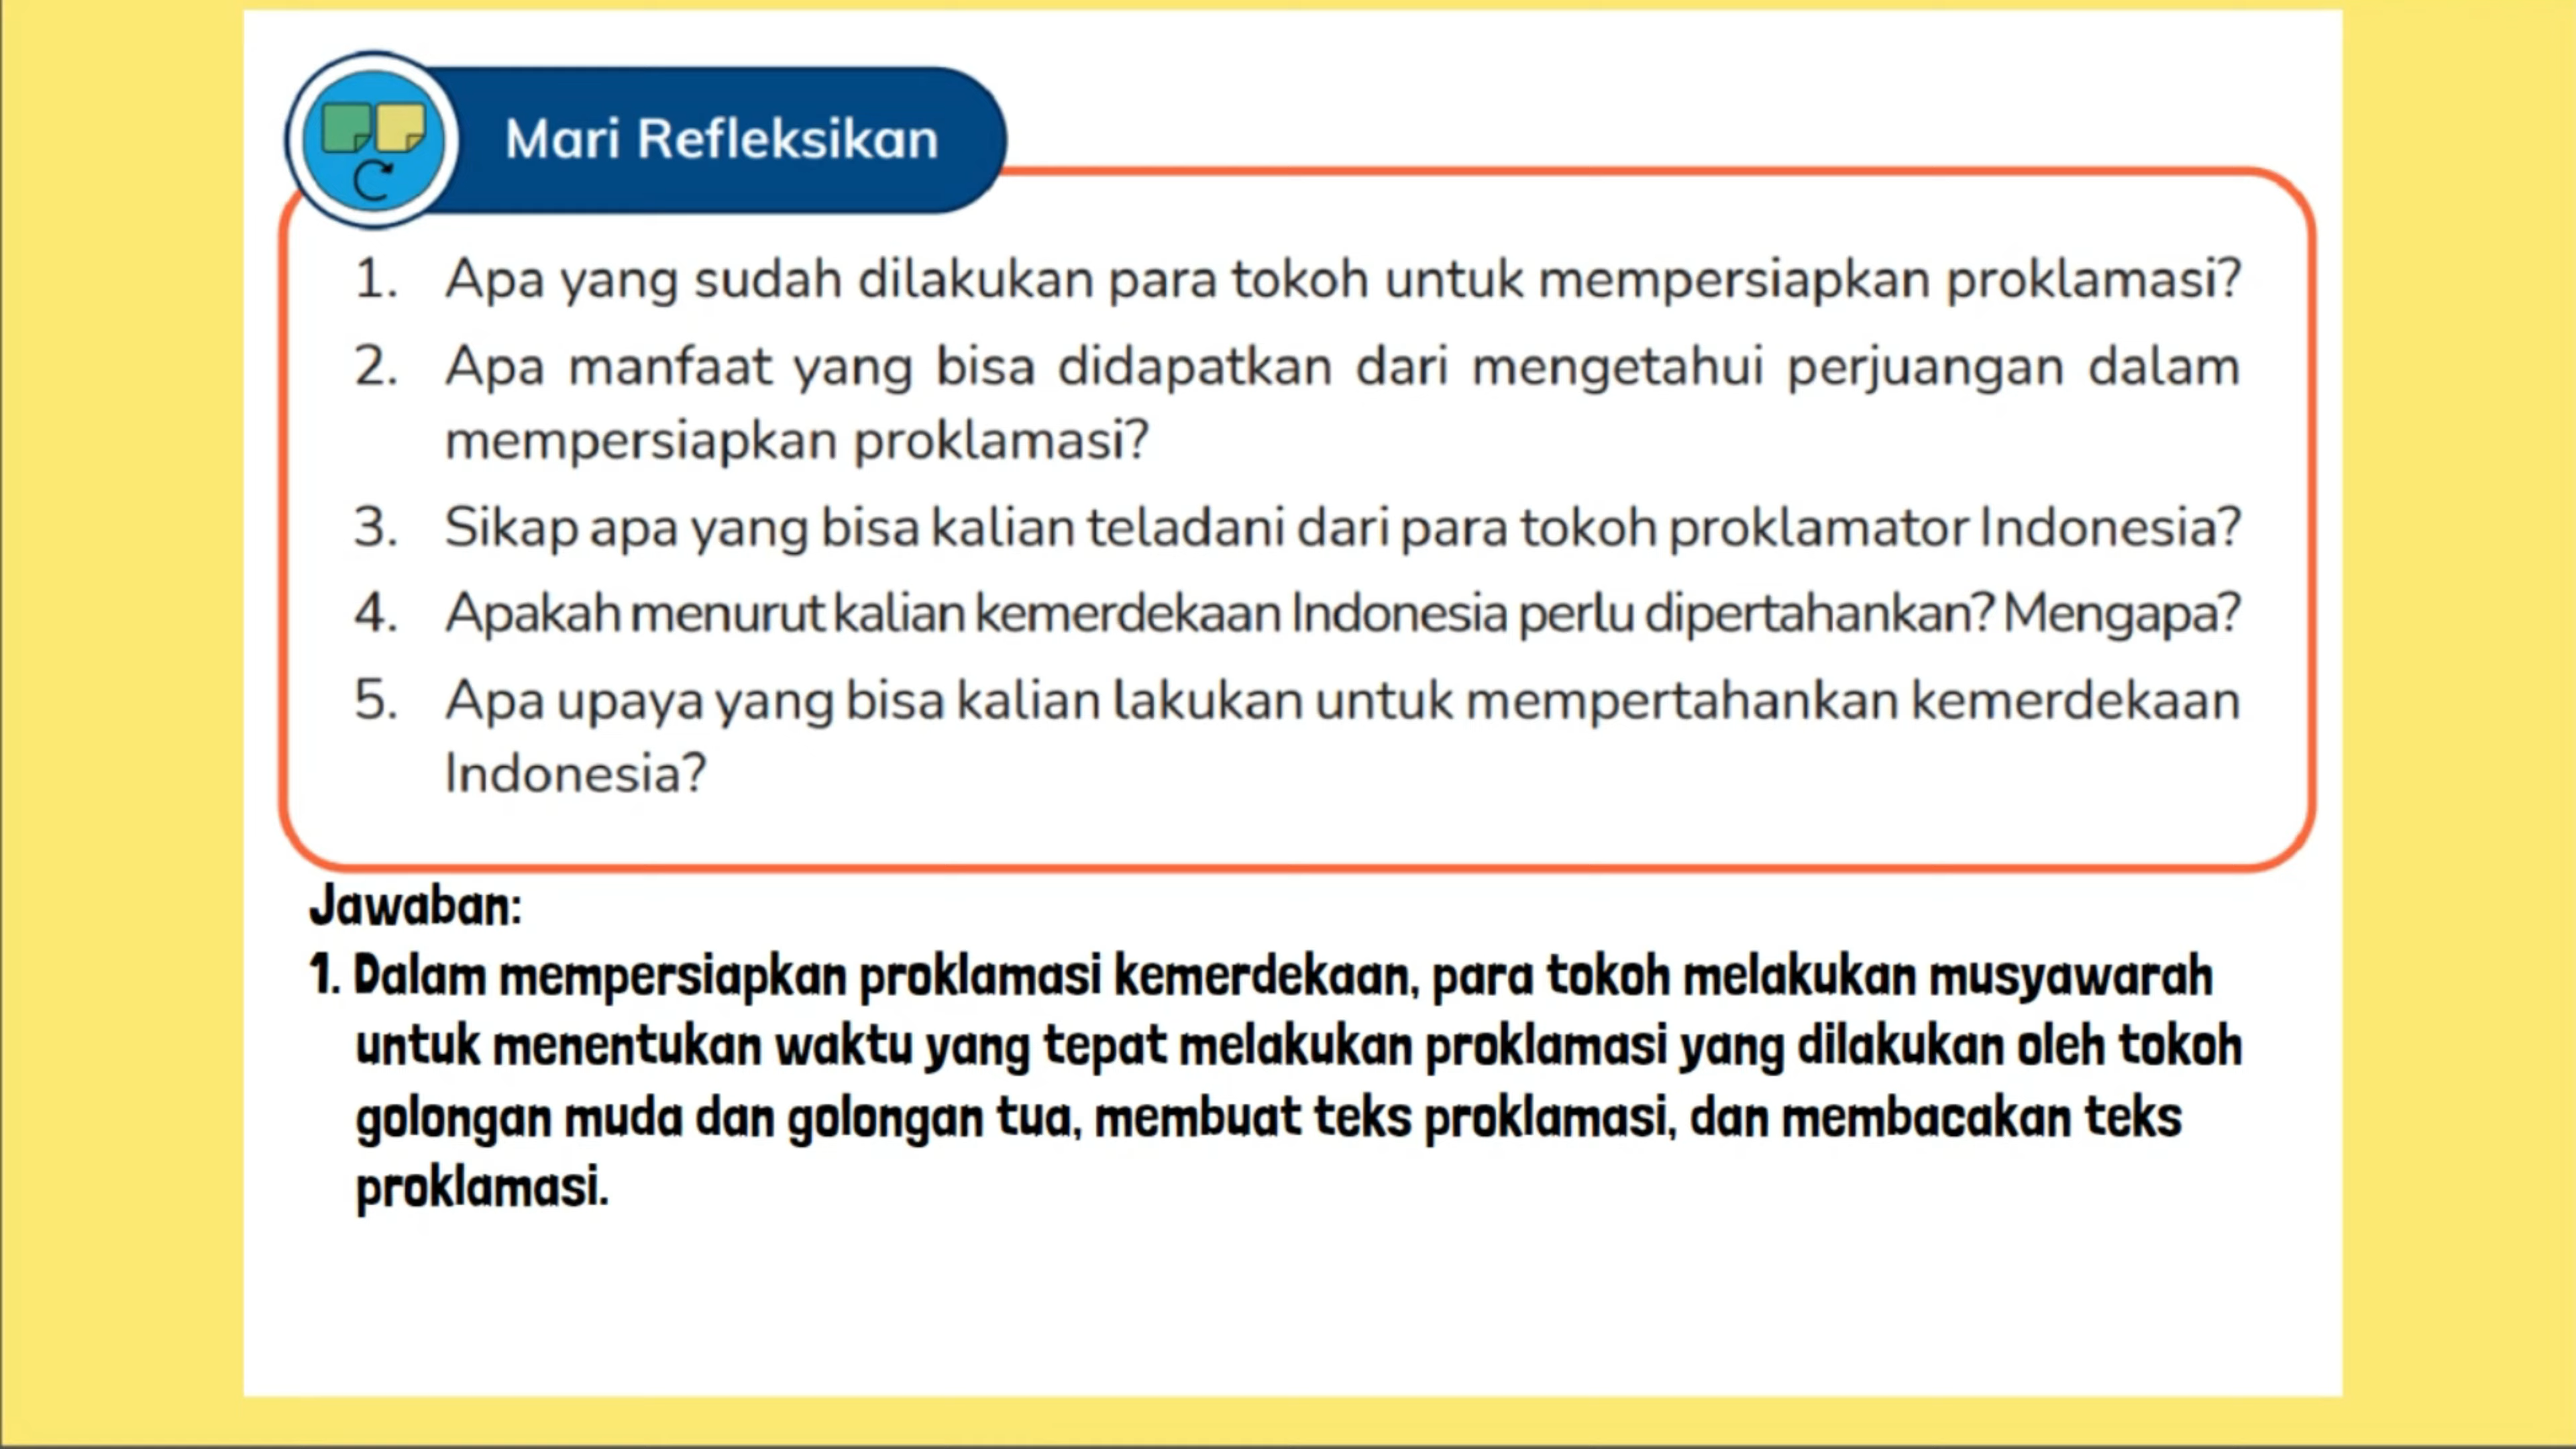 Mari Refleksikan
1. Apa yang sudah dilakukan para tokoh untuk mempersiapkan proklamasi?
2. Apa manfaat yang bisa didapatkan dari mengetahui perjuangan dalam
mempersiapkan proklamasi?
3. Sikap apa yang bisa kalian teladani dari para tokoh proklamator Indonesia?
4. Apakah menurut kalian kemerdekaan Indonesia perlu dipertahankan? Mengapa?
5. Apa upaya yang bisa kalian lakukan untuk mempertahankan kemerdekaan
Indonesia?
Jawaban:
1. Dalam mempersiapkan proklamasi kemerdekaan, para tokoh melakukan musyawarah
untuk menentukan waktu yang tepat melakukan proklamasi yang dilakukan oleh tokoh
golongan muda dan golongan tua, membuat teks proklamasi, dan membacakan teks
proklamasi.